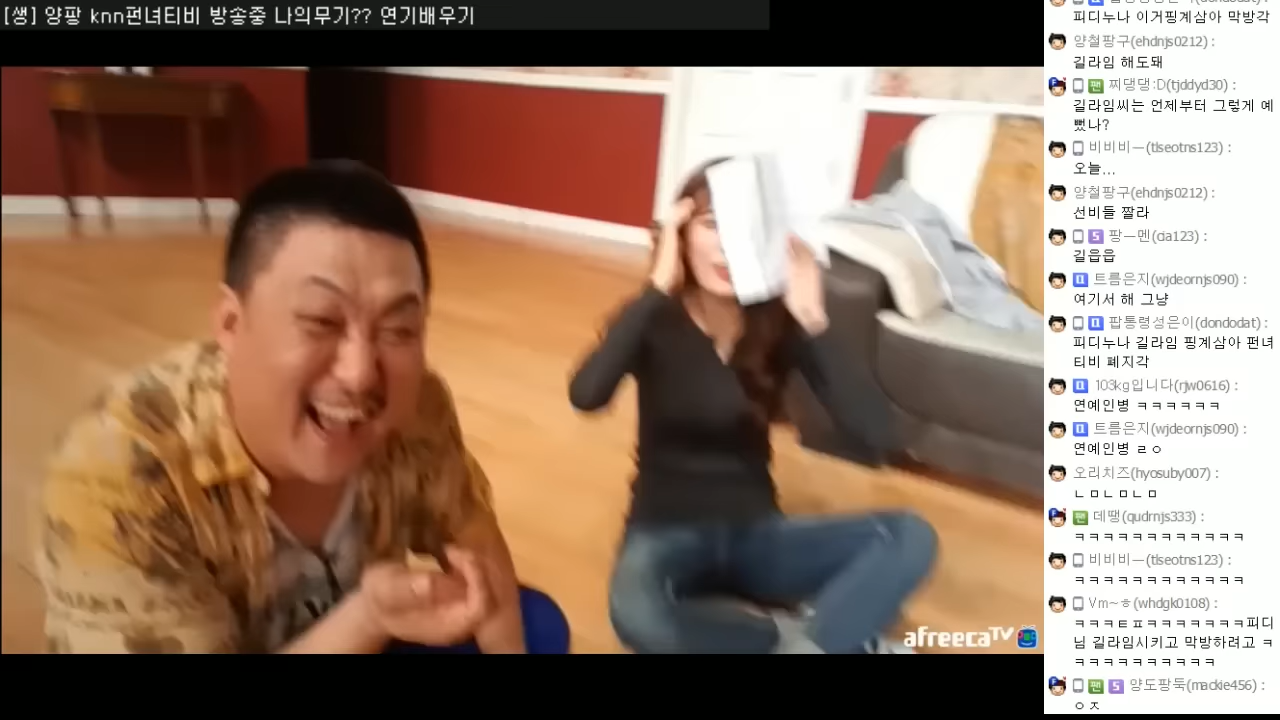 [생] 양팡 knn펀녀티비 방송중 나의무기?? 연기배우기
피디누나 이거핑계삼아 막방각
양철팡구(ehdnjs0212) :
길라임 해도돼
팬 찌댕댕:D(tjddyd30) :
길라임씨는 언제부터 그렇게 예
뻤나?
비비비ㅡ(tlseotns123) :
오늘...
양철팡구(ehdnjs0212) :
선비들 짤라
S 팡ㅡ멘(cia123) :
길읍읍
트름은지(wjdeornjs090) :
여기서 해 그냥
팝통령성은이(dondodat) :
피디누나 길라임 핑계삼아 펀녀
티비 폐지각
103kg입니다(rjw0616) :
연예인병 ㅋㅋㅋㅋㅋㅋ
트름은지(wjdeornjs090) :
연예인병 ㄹㅇ
오리치즈(hyosuby007) :
ㄴㅁㄴㅁㄴㅁ
팬 데땡(qudrnjs333) :
ㅋㅋㅋㅋㅋㅋㅋㅋㅋㅋㅋㅋ
비비비ㅡ(tlseotns123) :
ㅋㅋㅋㅋㅋㅋㅋㅋㅋㅋㅋㅋ
Vm~ㅎ(whdgk0108) :
ㅋㅋㅋㅌㅍㅋㅋㅋㅋㅋㅋㅋ피디
님 길라임시키고 막방하려고 ㅋ
ㅋㅋㅋㅋㅋㅋㅋㅋㅋㅋ
팬 S 양도팡둑(mackie456) :
ㅇㅈ
afreecaTV